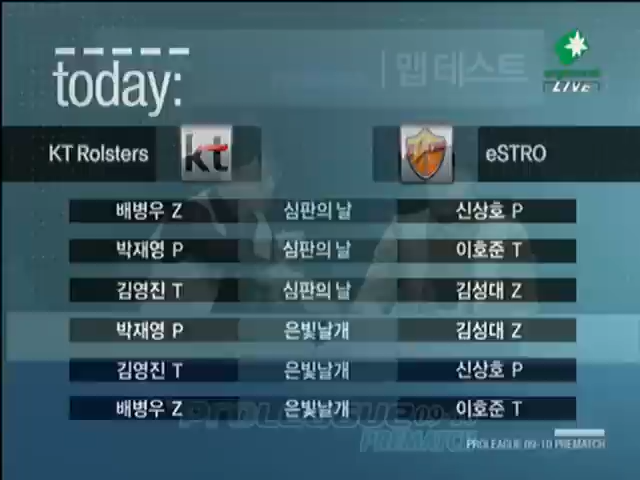 today:
맵테스트
LIVE
KT Rolsters
kt
eSTRO
배병우 Z 심판의 날 신상호 P
박재영 P 심판의 날 이호준 T
김영진 T 심판의 날 김성대 Z
박재영 P 은빛날개 김성대 Z
김영진 T 은빛날개 신상호 P
배병우 Z 은빛날개 이호준 T
PROLEAGUE 09-10
PREMATCH
PROLEAGUE 09-10 PREMATCH